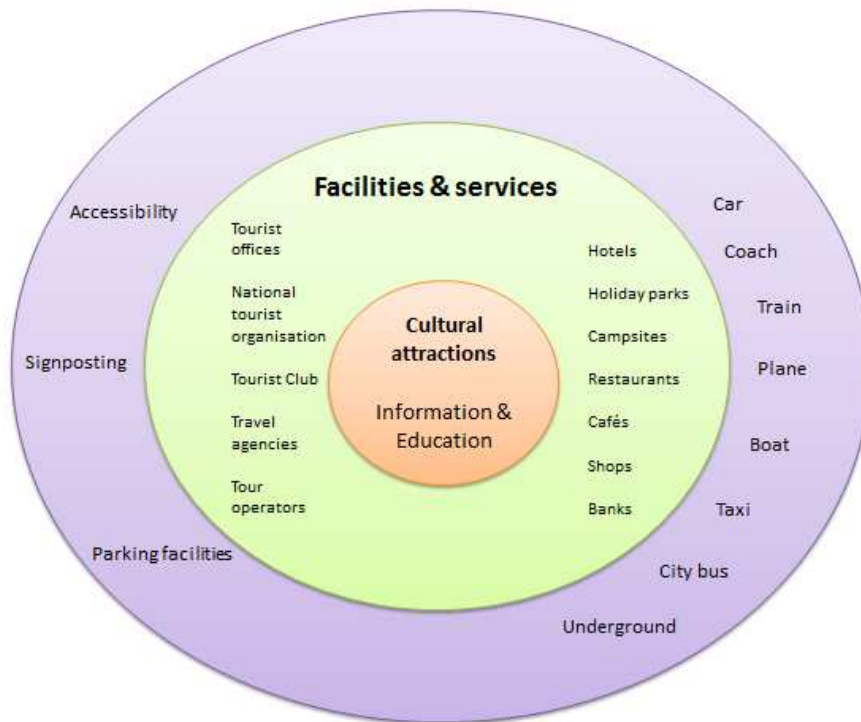 Facilities & services
Accessibility
Signposting
Parking facilities
Tourist
offices
National
tourist
organisation
Tourist Club
Travel
agencies
Tour
operators
Cultural
attractions
Information &
Education
Hotels
Holiday parks
Campsites
Restaurants
Cafés
Shops
Banks
Car
Coach
Train
Plane
Boat
Taxi
City bus
Underground